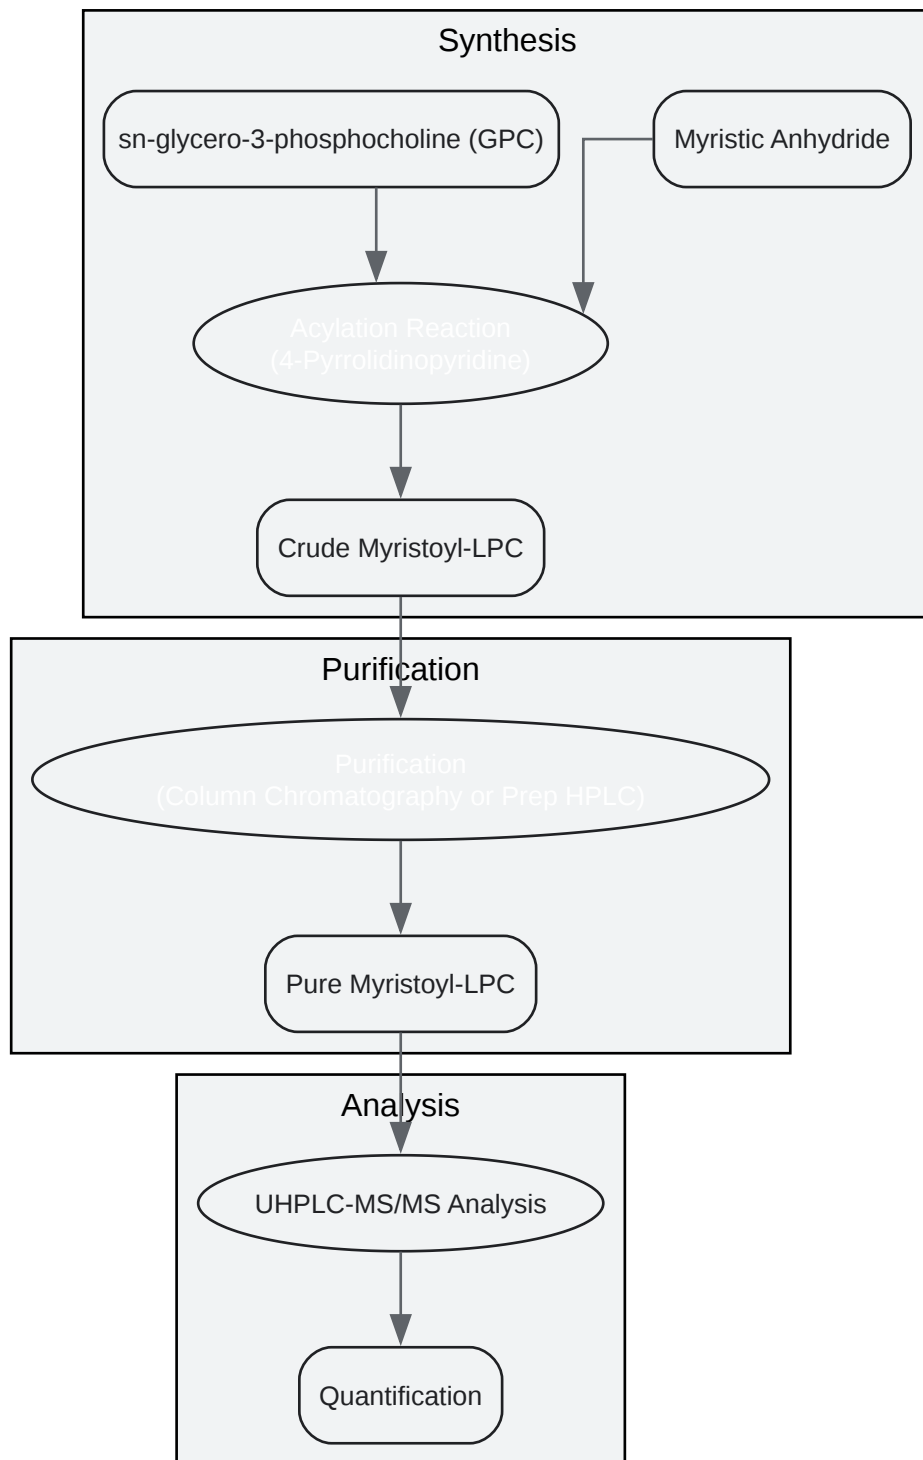 Synthesis
sn-glycero-3-phosphocholine (GPC)
Myristic Anhydride
Acylation Reaction
(4-Pyrrolidinopyridine)
Crude Myristoyl-LPC
Purification
Purification
(Column Chromatography or Prep HPLC)
Pure Myristoyl-LPC
Analysis
UHPLC-MS/MS Analysis
Quantification